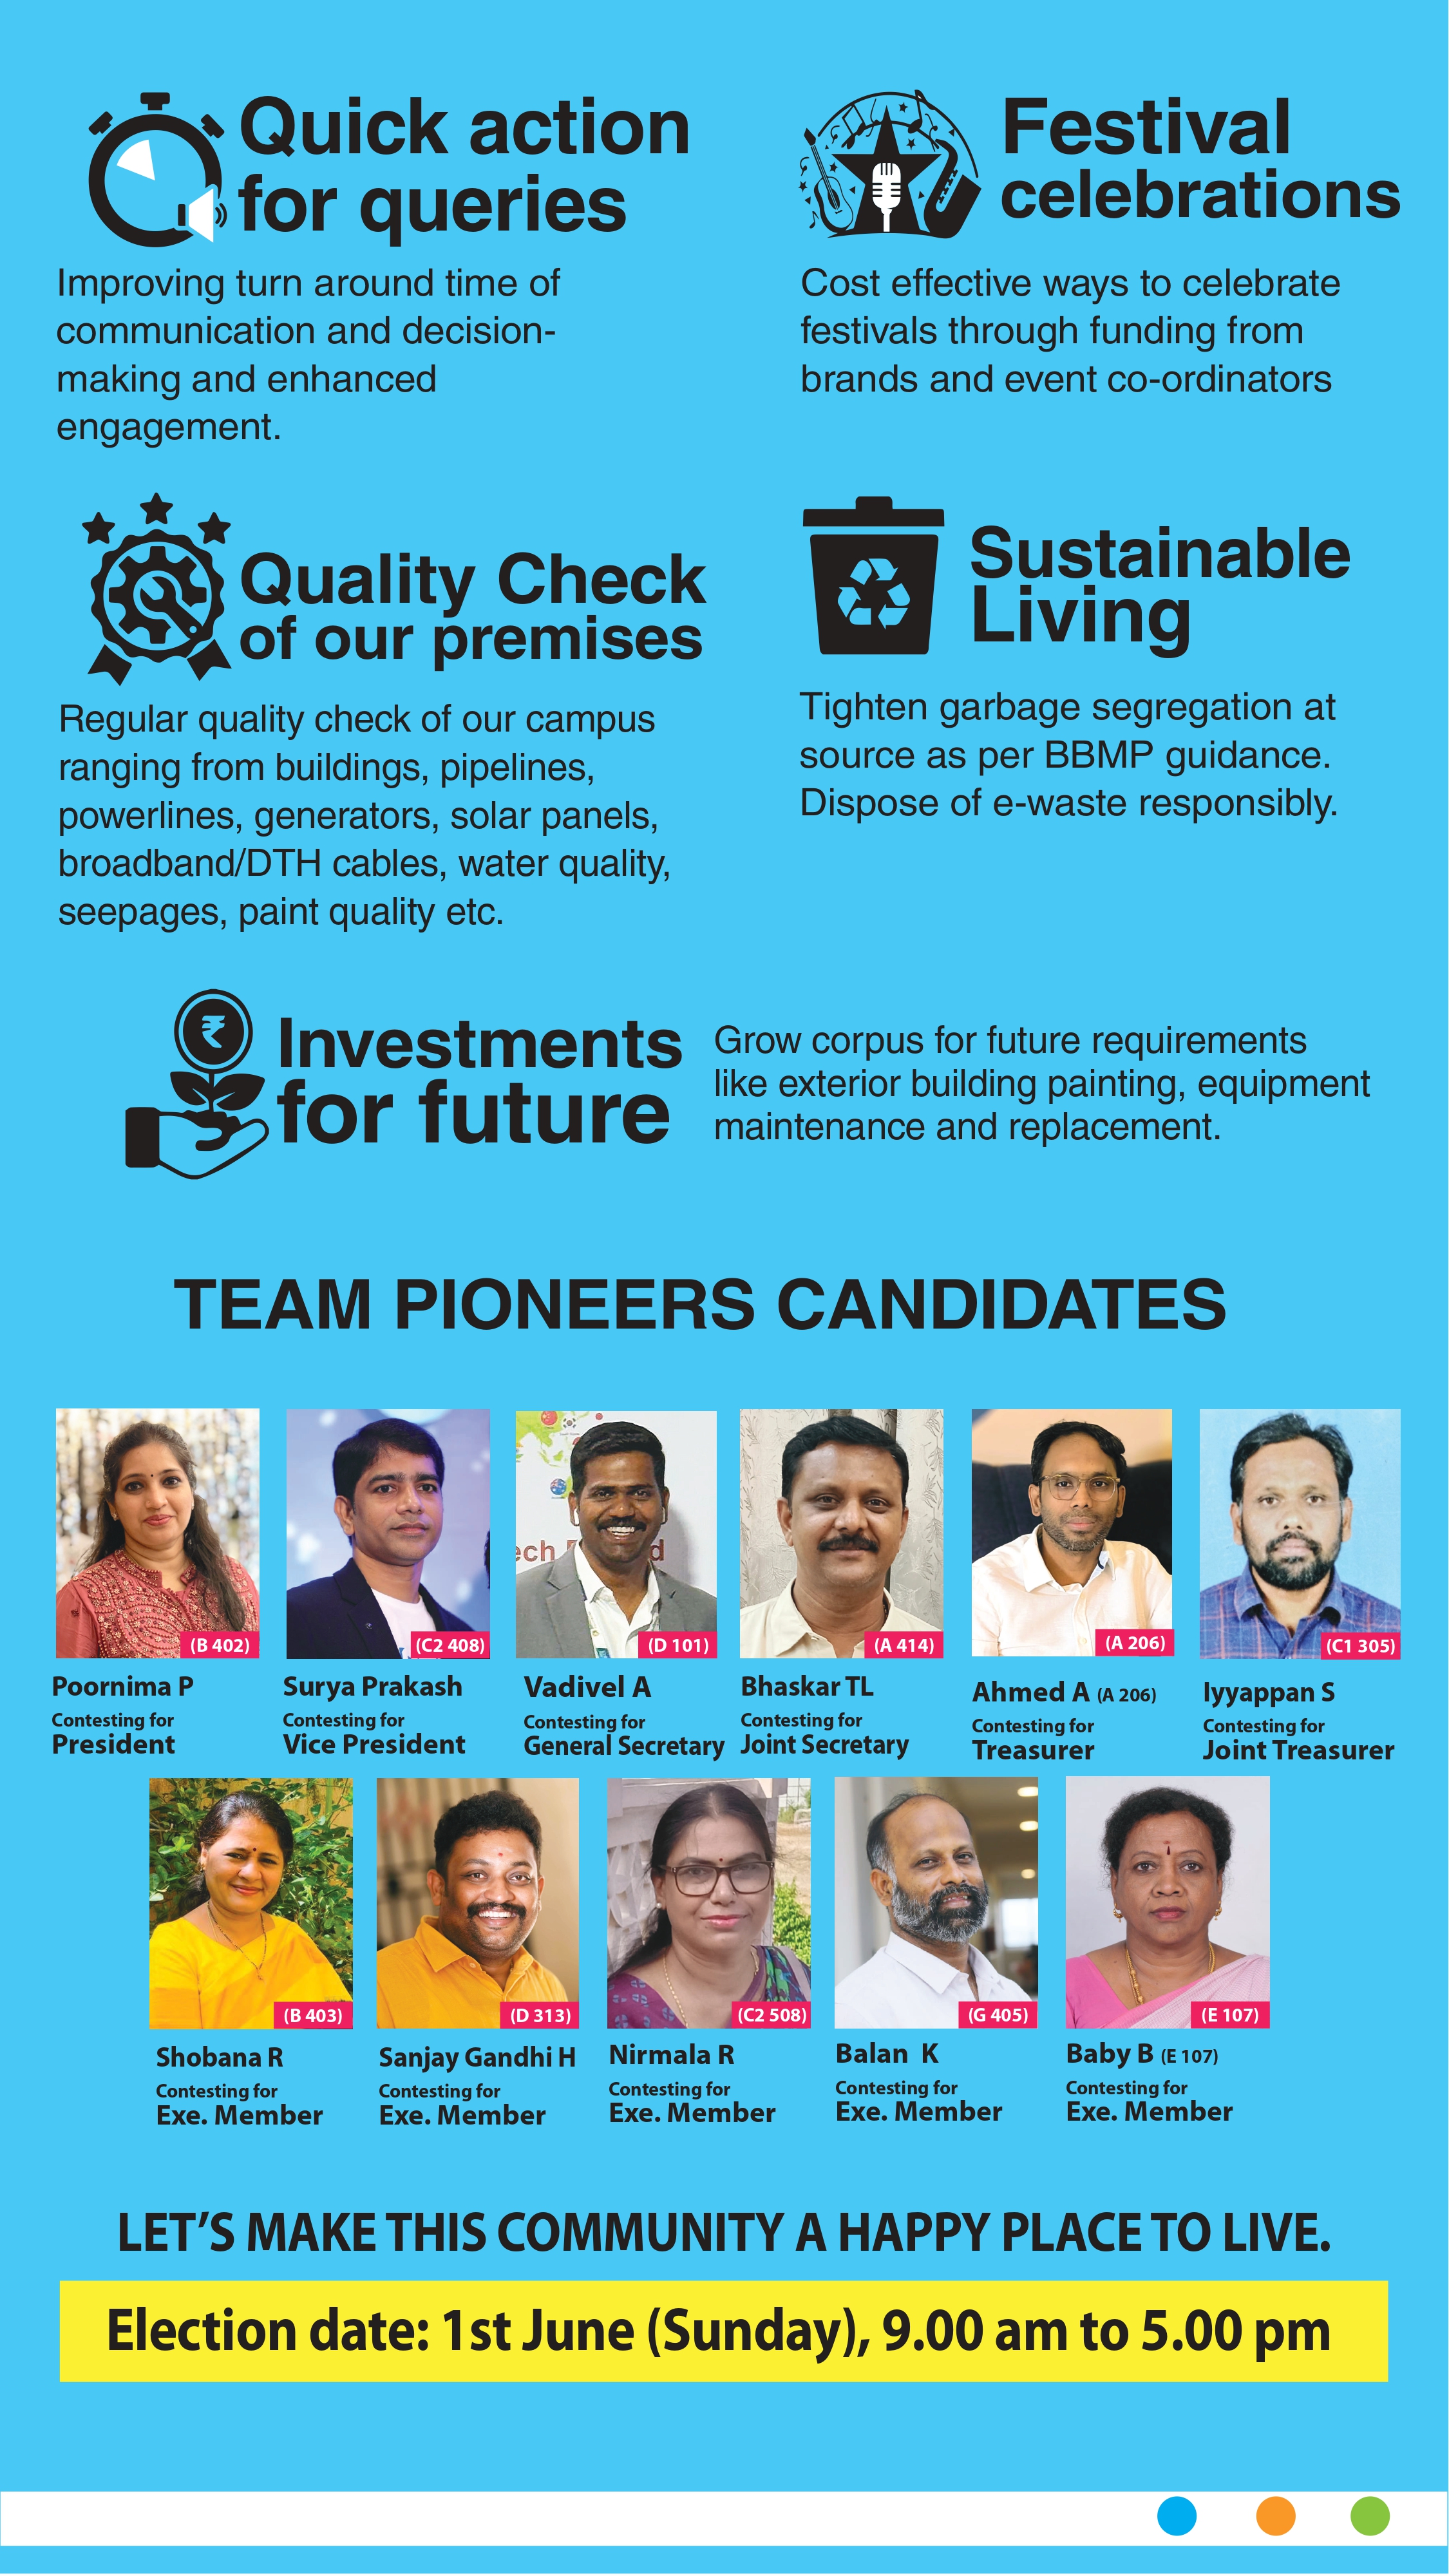 Quick action
for queries
Improving turn around time of
communication and decision-
making and enhanced
engagement.
Festival
celebrations
Cost effective ways to celebrate
festivals through funding from
brands and event co-ordinators
Quality Check
of our premises
Regular quality check of our campus
ranging from buildings, pipelines,
powerlines, generators, solar panels,
broadband/DTH cables, water quality,
seepages, paint quality etc.
Sustainable
Living
Tighten garbage segregation at
source as per BBMP guidance.
Dispose of e-waste responsibly.
₹
Investments
for future
Grow corpus for future requirements
like exterior building painting, equipment
maintenance and replacement.
TEAM PIONEERS CANDIDATES
(B 402)
Poornima P
Contesting for
President
(C2 408)
Surya Prakash
Contesting for
Vice President
(D 101)
Vadivel A
Contesting for
General Secretary
(A 414)
Bhaskar TL
Contesting for
Joint Secretary
(A 206)
Ahmed A (A 206)
Contesting for
Treasurer
(C1 305)
Iyyappan S
Contesting for
Joint Treasurer
(B 403)
Shobana R
Contesting for
Exe. Member
(D 313)
Sanjay Gandhi H
Contesting for
Exe. Member
(C2 508)
Nirmala R
Contesting for
Exe. Member
(G 405)
Balan K
Contesting for
Exe. Member
(E 107)
Baby B (E 107)
Contesting for
Exe. Member
LET'S MAKE THIS COMMUNITY A HAPPY PLACE TO LIVE.
Election date: 1st June (Sunday), 9.00 am to 5.00 pm